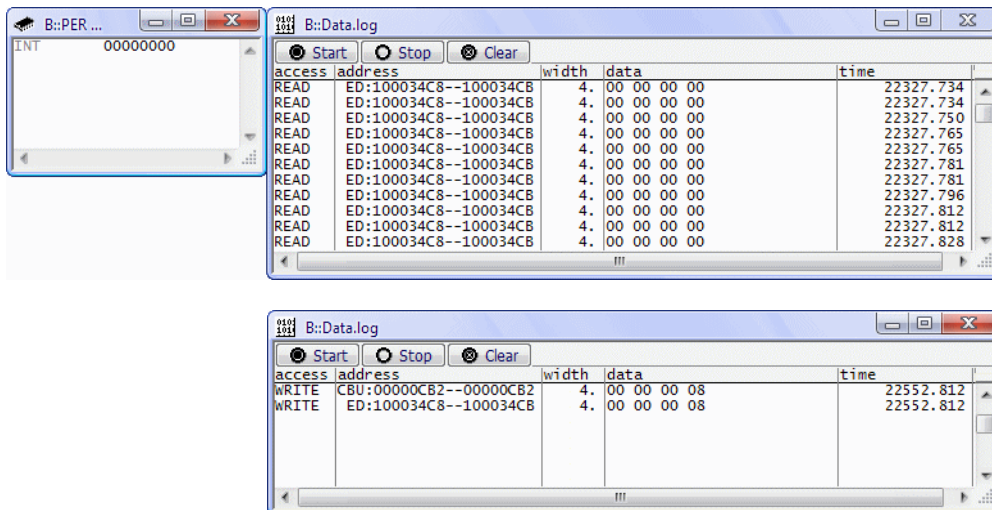 B::PER ...
INT 00000000
B::Data.log
Start Stop Clear
access address width data time
READ ED:100034C8--100034CB 4. 00 00 00 00 22327.734
READ ED:100034C8--100034CB 4. 00 00 00 00 22327.734
READ ED:100034C8--100034CB 4. 00 00 00 00 22327.750
READ ED:100034C8--100034CB 4. 00 00 00 00 22327.765
READ ED:100034C8--100034CB 4. 00 00 00 00 22327.765
READ ED:100034C8--100034CB 4. 00 00 00 00 22327.781
READ ED:100034C8--100034CB 4. 00 00 00 00 22327.781
READ ED:100034C8--100034CB 4. 00 00 00 00 22327.796
READ ED:100034C8--100034CB 4. 00 00 00 00 22327.812
READ ED:100034C8--100034CB 4. 00 00 00 00 22327.812
READ ED:100034C8--100034CB 4. 00 00 00 00 22327.828
B::Data.log
Start Stop Clear
access address width data time
WRITE CBU:00000CB2--00000CB2 4. 00 00 00 08 22552.812
WRITE ED:100034C8--100034CB 4. 00 00 00 08 22552.812